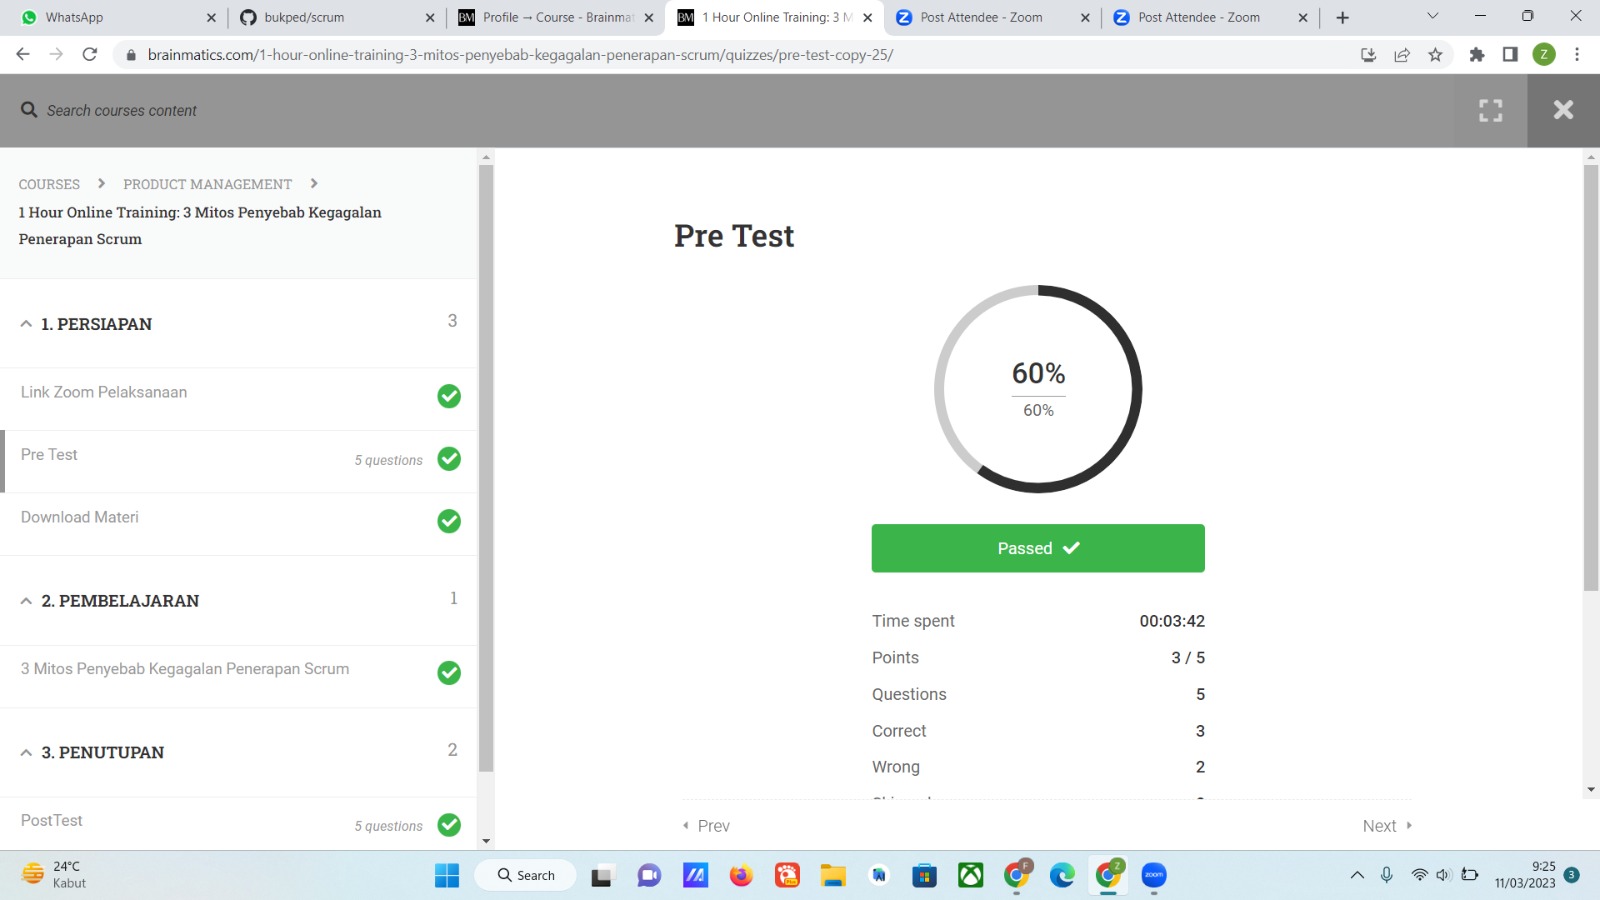 WhatsApp
bukped/scrum
Profile → Course - Brainmat
1 Hour Online Training: 3 M
Post Attendee - Zoom
Post Attendee - Zoom
brainmatics.com/1-hour-online-training-3-mitos-penyebab-kegagalan-penerapan-scrum/quizzes/pre-test-copy-25/
Z
Search courses content
COURSES > PRODUCT MANAGEMENT >
1 Hour Online Training: 3 Mitos Penyebab Kegagalan
Penerapan Scrum
1. PERSIAPAN 3
Link Zoom Pelaksanaan
Pre Test 5 questions
Download Materi
2. PEMBELAJARAN 1
3 Mitos Penyebab Kegagalan Penerapan Scrum
3. PENUTUPAN 2
PostTest 5 questions
Pre Test
60%
60%
Passed
Time spent 00:03:42
Points 3 / 5
Questions 5
Correct 3
Wrong 2
Prev
Next
24°C
Kabut
Search
zoom
9:25
11/03/2023
3